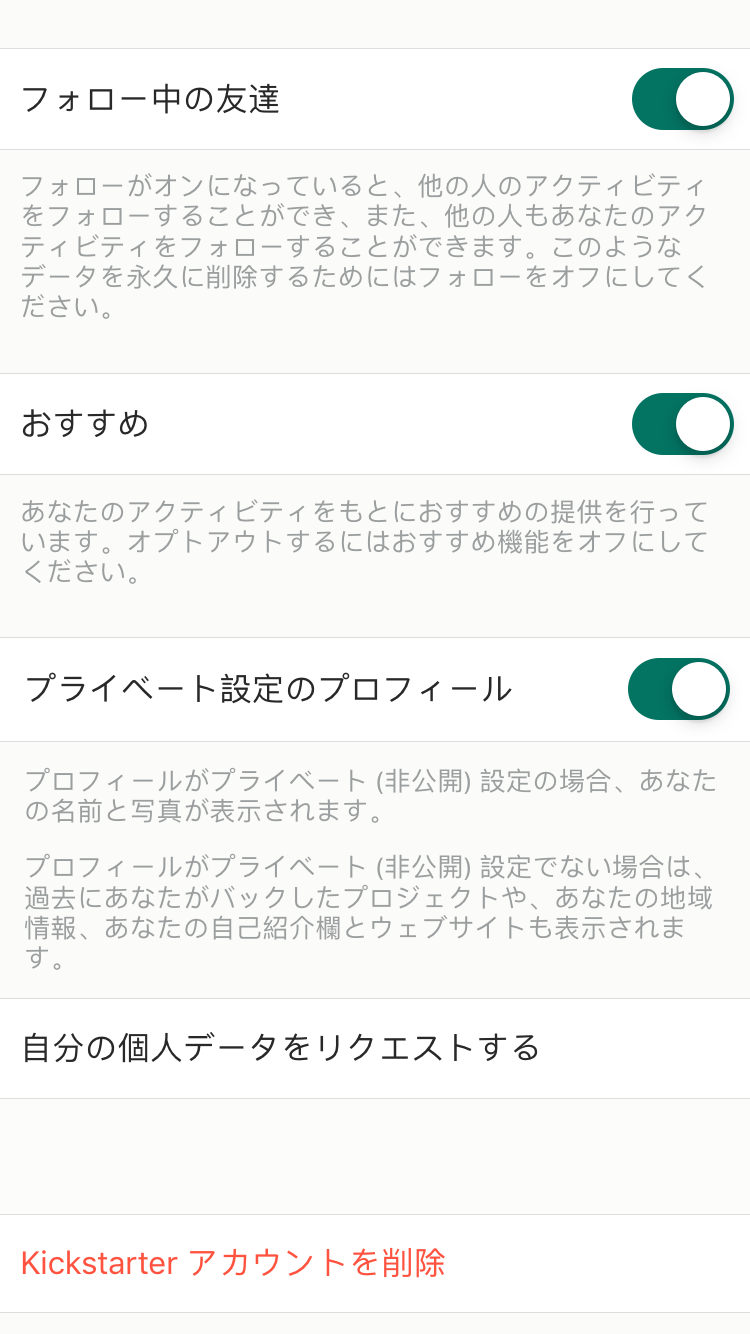 フォロー中の友達
フォローがオンになっていると、他の人のアクティビティ
をフォローすることができ、また、他の人もあなたのアク
ティビティをフォローすることができます。このような
データを永久に削除するためにはフォローをオフにしてく
ださい。
おすすめ
あなたのアクティビティをもとにおすすめの提供を行って
います。オプトアウトするにはおすすめ機能をオフにして
ください。
プライベート設定のプロフィール
プロフィールがプライベート (非公開) 設定の場合、あなた
の名前と写真が表示されます。
プロフィールがプライベート (非公開) 設定でない場合は、
過去にあなたがバックしたプロジェクトや、あなたの地域
情報、あなたの自己紹介欄とウェブサイトも表示されま
す。
自分の個人データをリクエストする
Kickstarter アカウントを削除